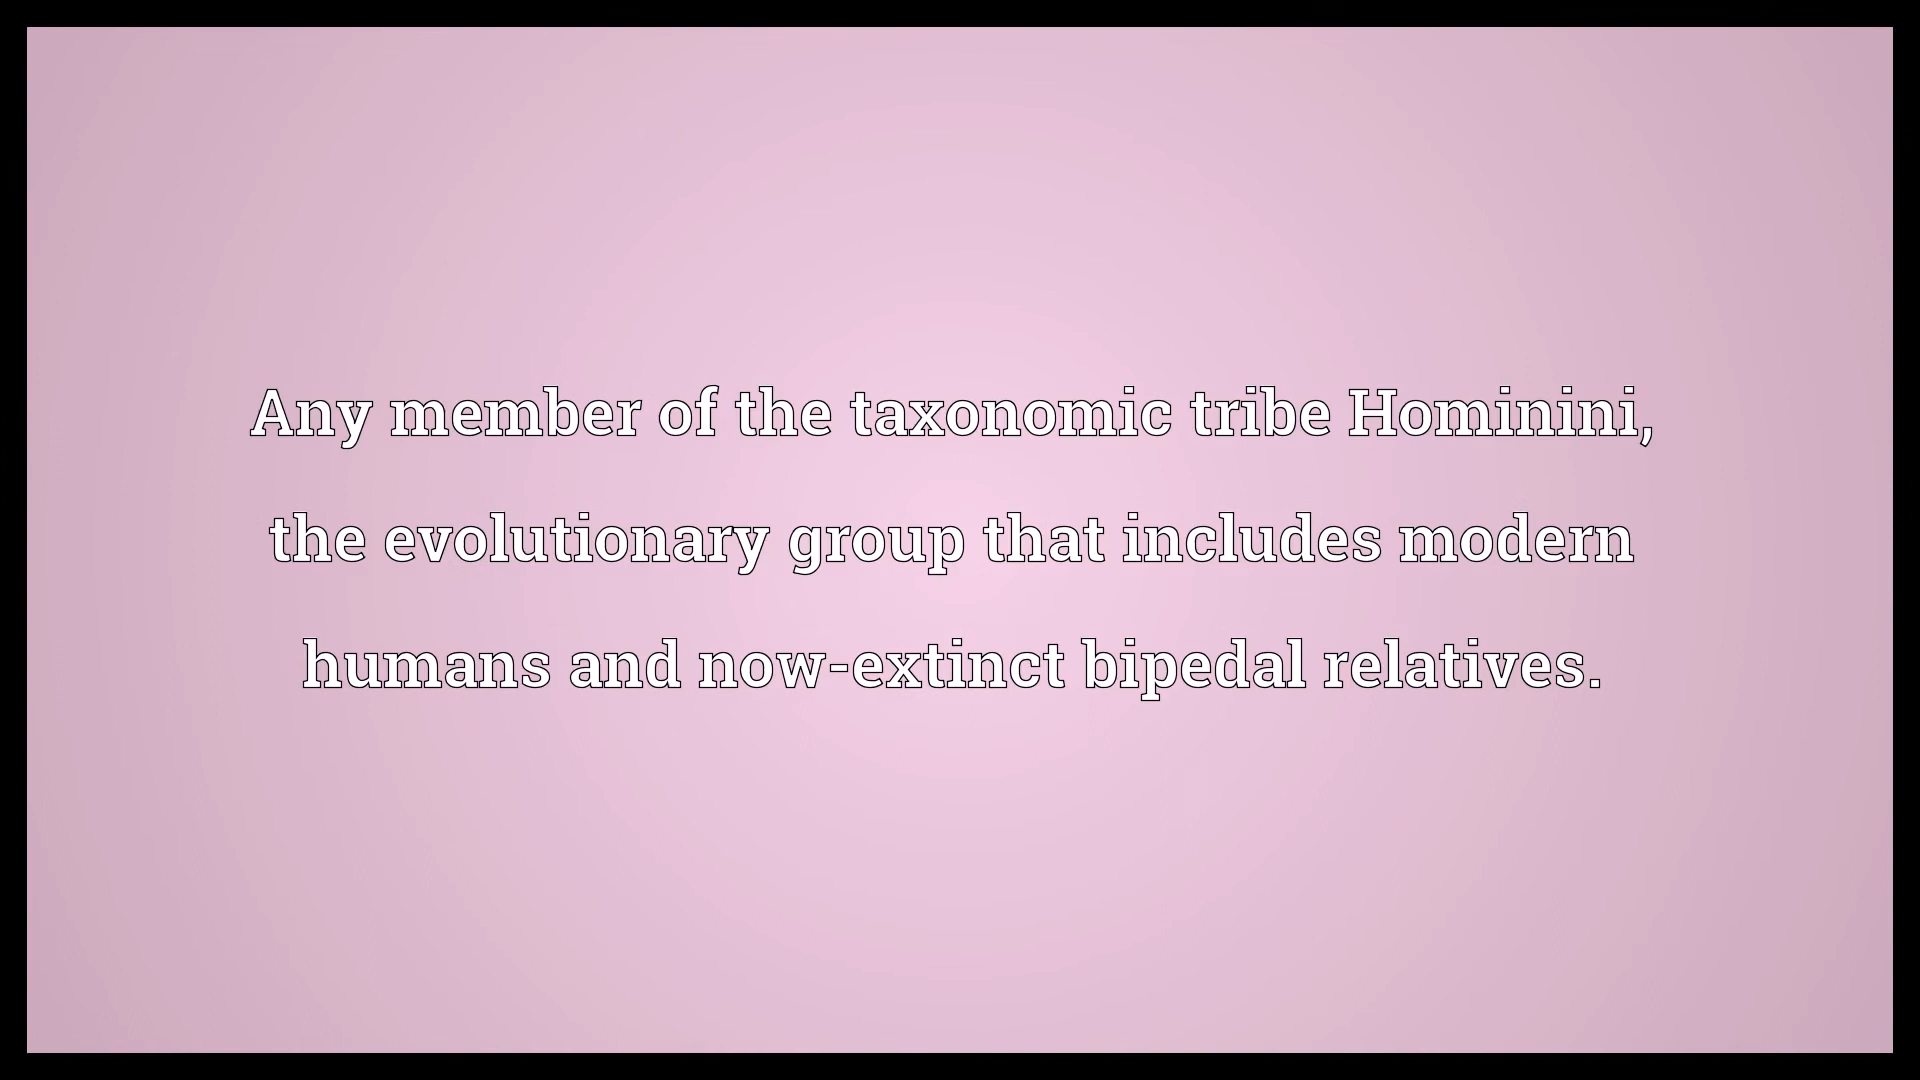 Any member of the taxonomic tribe Hominini,
the evolutionary group that includes modern
humans and now-extinct bipedal relatives.